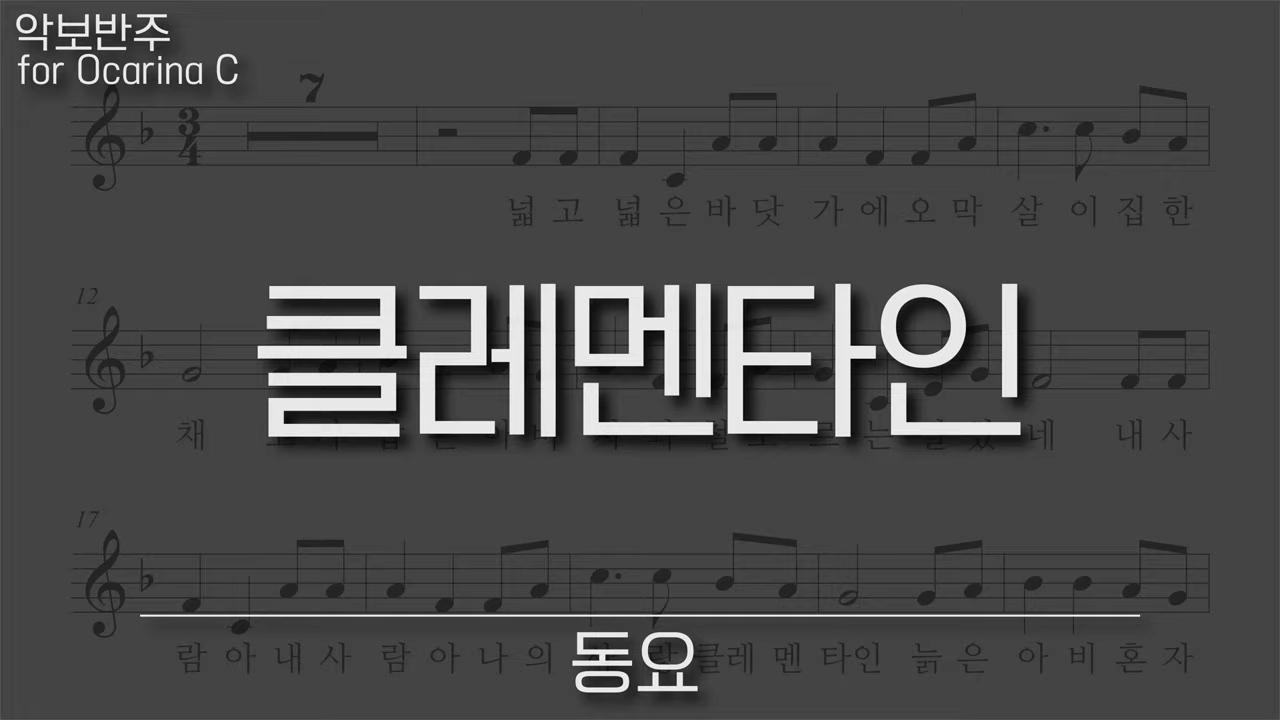 악보반주
for Ocarina C
7
3
4
넓 고 넓 은 바 닷 가 에 오 막 살 이 집 한
클레멘타인
12
채 네 내 사
17
람 아 내 사 람 아 나 의 클레 멘 타인 늙 은 아 비 혼 자
동요